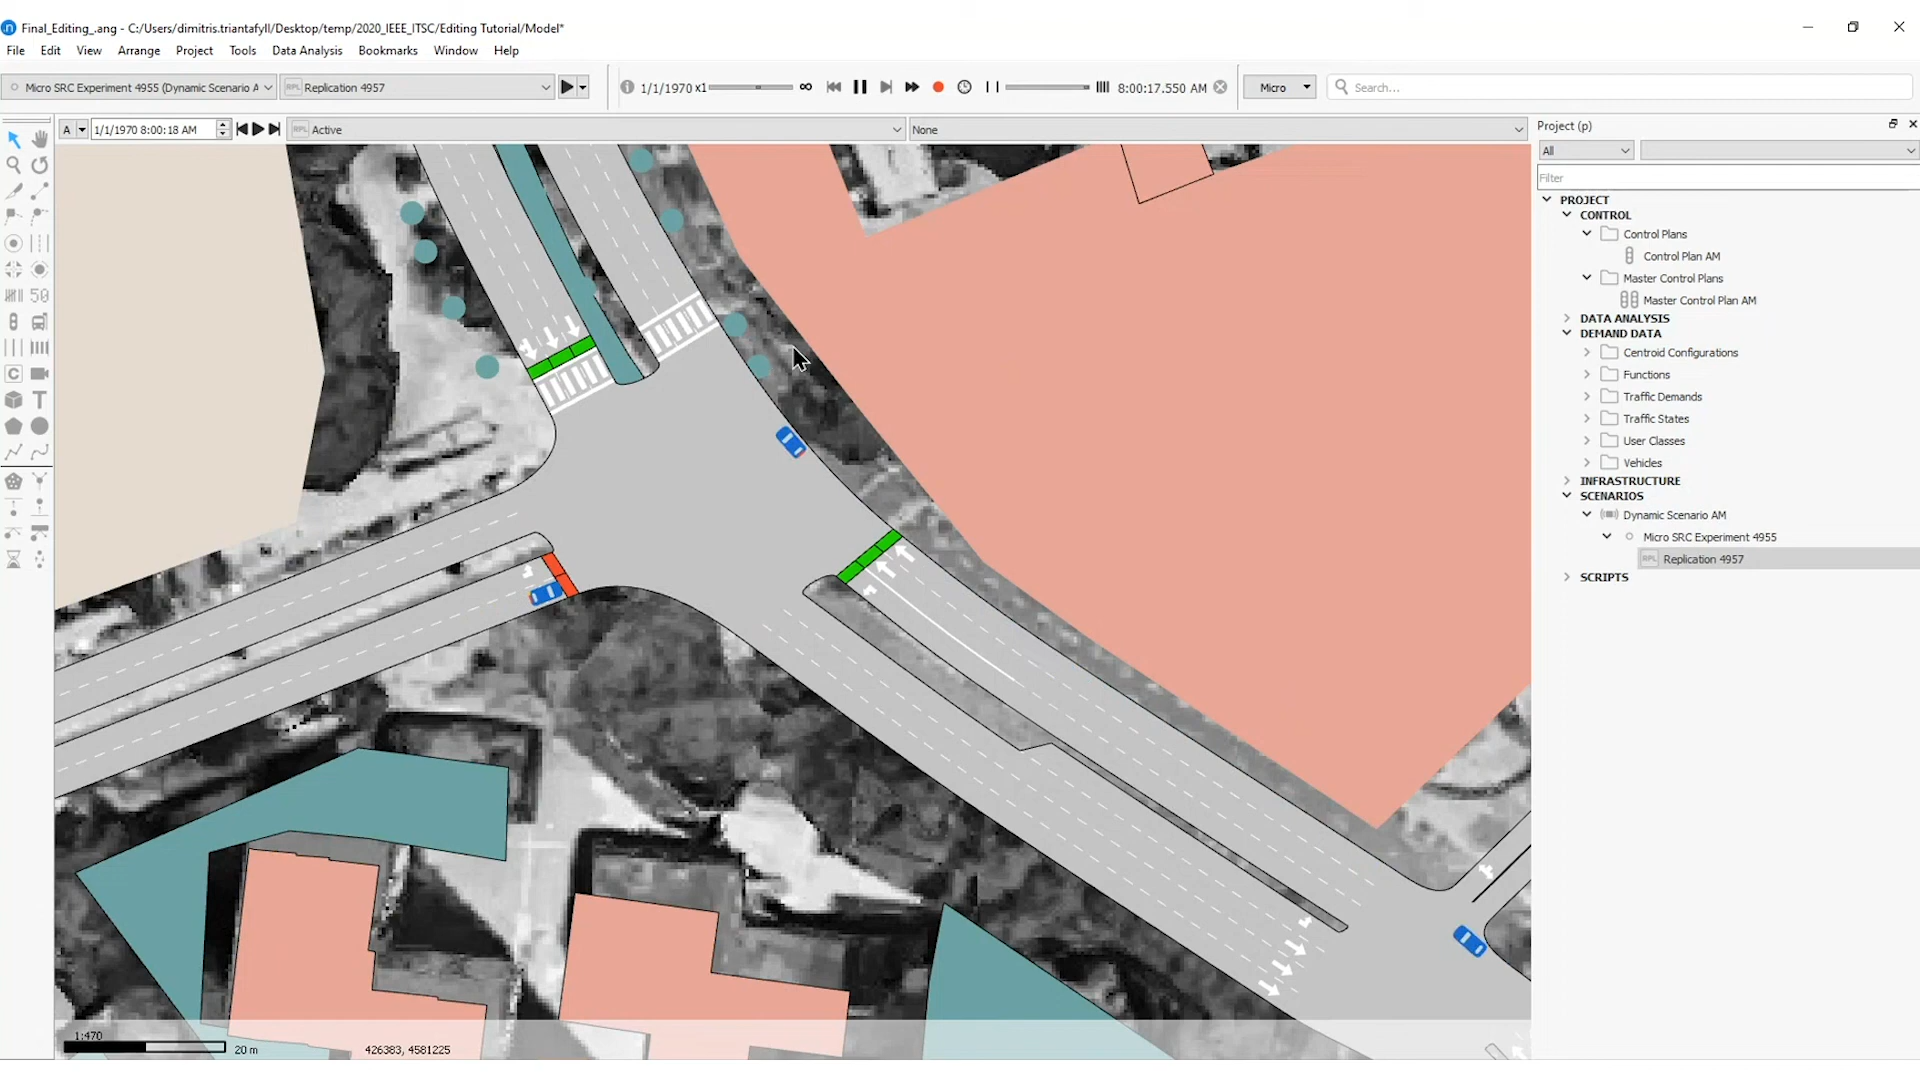 Final_Editing_.ang - C:/Users/dimitris.triantafyll/Desktop/temp/2020_IEEE_ITSC/Editing Tutorial/Model*
File Edit View Arrange Project Tools Data Analysis Bookmarks Window Help
Micro SRC Experiment 4955 (Dynamic Scenario A
RPL Replication 4957
1/1/1970 x1 ∞ 8:00:17.550 AM
Micro
Search...
A 1/1/1970 8:00:18 AM
RPL Active
None
50
C
T
Project (p)
All
Filter
PROJECT
CONTROL
Control Plans
Control Plan AM
Master Control Plans
Master Control Plan AM
DATA ANALYSIS
DEMAND DATA
Centroid Configurations
Functions
Traffic Demands
Traffic States
User Classes
Vehicles
INFRASTRUCTURE
SCENARIOS
Dynamic Scenario AM
Micro SRC Experiment 4955
RPL Replication 4957
SCRIPTS
1:470
20 m
426383, 4581225